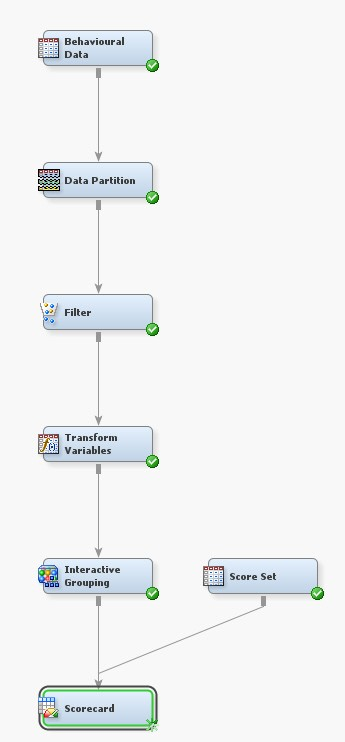 Behavioural
Data
Data Partition
Filter
Transform
Variables
Interactive
Grouping
Score Set
Scorecard